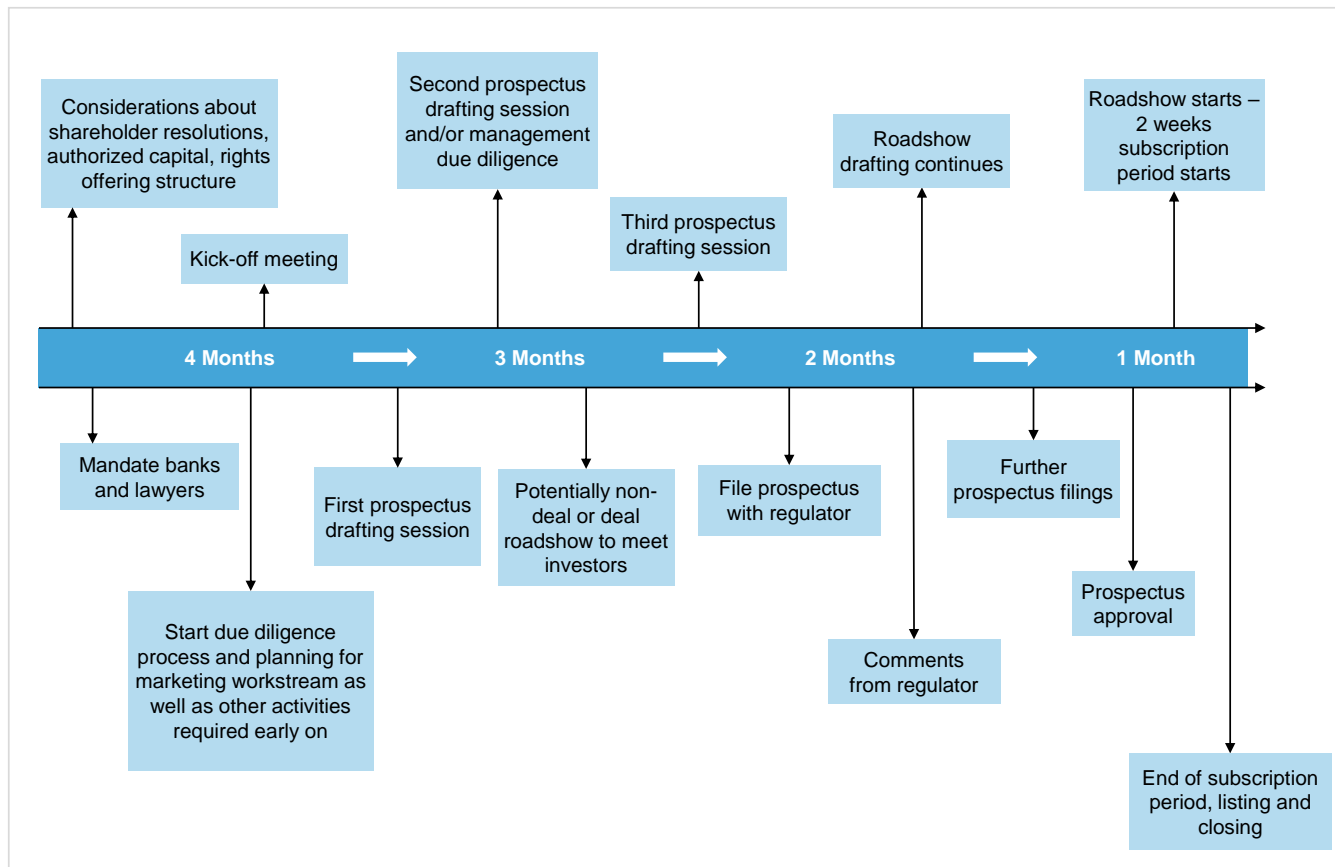 Considerations about
shareholder resolutions,
authorized capital, rights
offering structure
Kick-off meeting
Second prospectus
drafting session
and/or management
due diligence
Third prospectus
drafting session
Roadshow
drafting continues
Roadshow starts –
2 weeks
subscription
period starts
4 Months
3 Months
2 Months
1 Month
Mandate banks
and lawyers
Start due diligence
process and planning for
marketing workstream as
well as other activities
required early on
First prospectus
drafting session
Potentially non-
deal or deal
roadshow to meet
investors
File prospectus
with regulator
Comments
from regulator
Further
prospectus filings
Prospectus
approval
End of subscription
period, listing and
closing